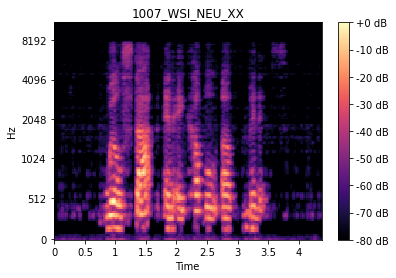 1007_WSI_NEU_XX
+0 dB
8192
-10 dB
4096
-20 dB
-30 dB
2048
Hz
-40 dB
1024
-50 dB
512
-60 dB
-70 dB
0
-80 dB
0 0.5 1 1.5 2 2.5 3 3.5 4
Time